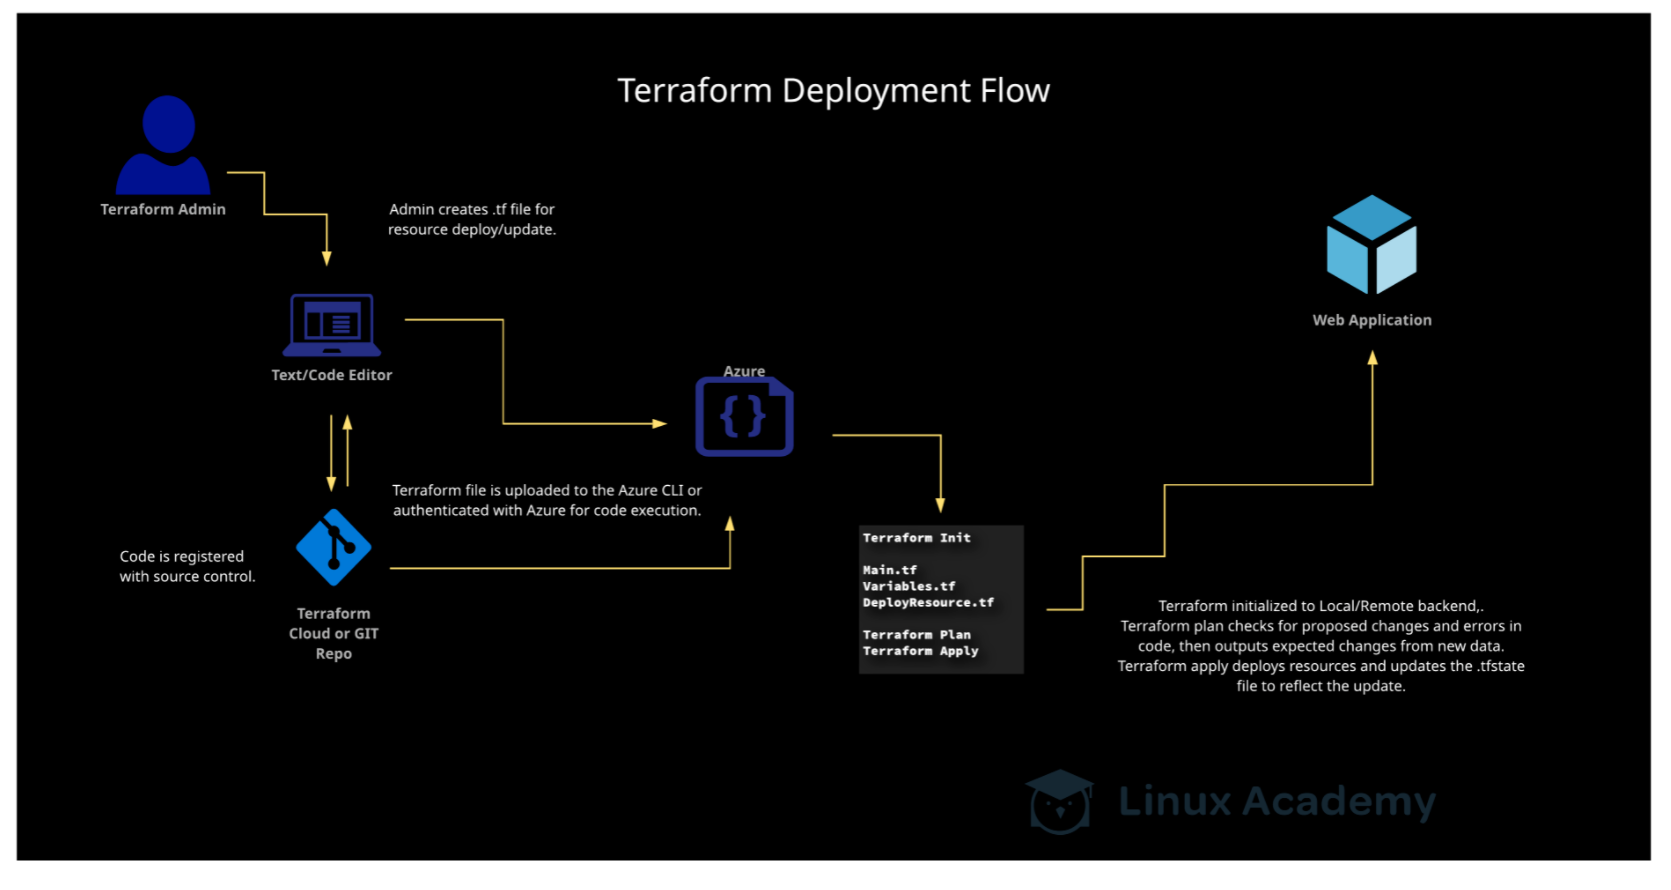 Terraform Deployment Flow
Terraform Admin
Admin creates .tf file for
resource deploy/update.
Text/Code Editor
Azure
Web Application
Terraform file is uploaded to the Azure CLI or
authenticated with Azure for code execution.
Code is registered
with source control.
Terraform
Cloud or GIT
Repo
Terraform Init
Main.tf
Variables.tf
DeployResource.tf
Terraform Plan
Terraform Apply
Terraform initialized to Local/Remote backend,.
Terraform plan checks for proposed changes and errors in
code, then outputs expected changes from new data.
Terraform apply deploys resources and updates the .tfstate
file to reflect the update.
Linux Academy